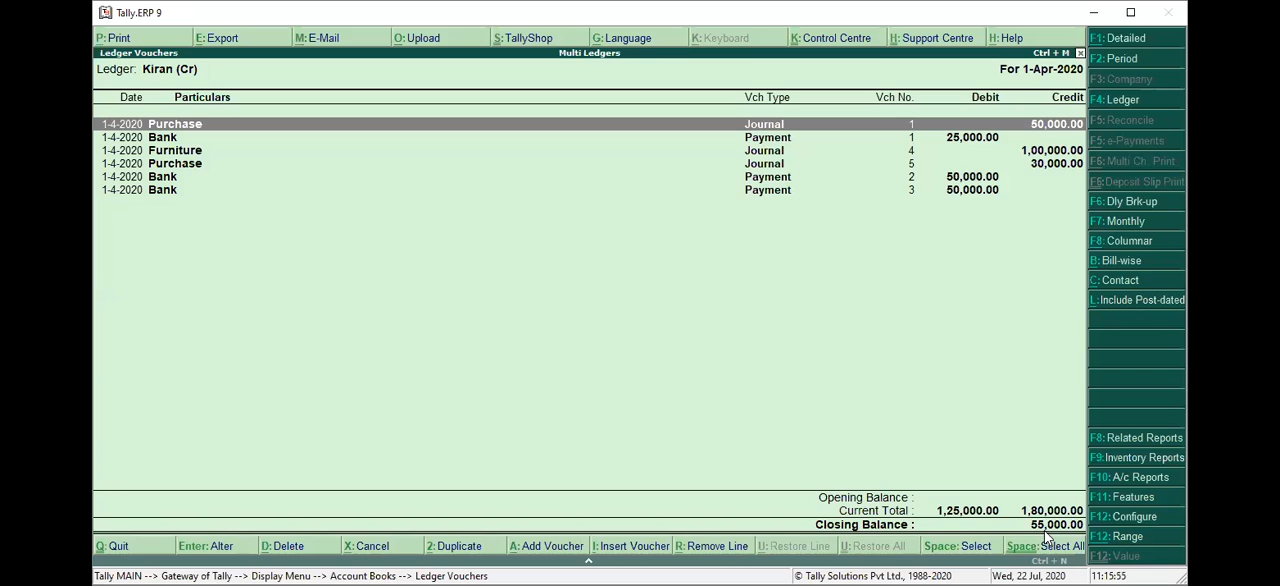 Tally.ERP 9
P: Print E: Export M: E-Mail O: Upload S: TallyShop G: Language K: Keyboard K: Control Centre H: Support Centre H: Help F1: Detailed
Ledger Vouchers Multi Ledgers Ctrl + M
Ledger: Kiran (Cr) For 1-Apr-2020
Date Particulars Vch Type Vch No. Debit Credit
1-4-2020 Purchase Journal 1 50,000.00
1-4-2020 Bank Payment 1 25,000.00
1-4-2020 Furniture Journal 4 1,00,000.00
1-4-2020 Purchase Journal 5 30,000.00
1-4-2020 Bank Payment 2 50,000.00
1-4-2020 Bank Payment 3 50,000.00
Opening Balance :
Current Total : 1,25,000.00 1,80,000.00
Closing Balance : 55,000.00
F2: Period
F3: Company
F4: Ledger
F5: Reconcile
F5: e-Payments
F6: Multi Ch. Print
F6: Deposit Slip Print
F6: Dly Brk-up
F7: Monthly
F8: Columnar
B: Bill-wise
C: Contact
L: Include Post-dated
F8: Related Reports
F9: Inventory Reports
F10: A/c Reports
F11: Features
F12: Configure
F12: Range
F12: Value
Q: Quit Enter: Alter D: Delete X: Cancel 2: Duplicate A: Add Voucher I: Insert Voucher R: Remove Line U: Restore Line U: Restore All Space: Select Space: Select All
Ctrl + N
Tally MAIN --> Gateway of Tally --> Display Menu --> Account Books --> Ledger Vouchers © Tally Solutions Pvt Ltd., 1988-2020 Wed, 22 Jul, 2020 11:15:55